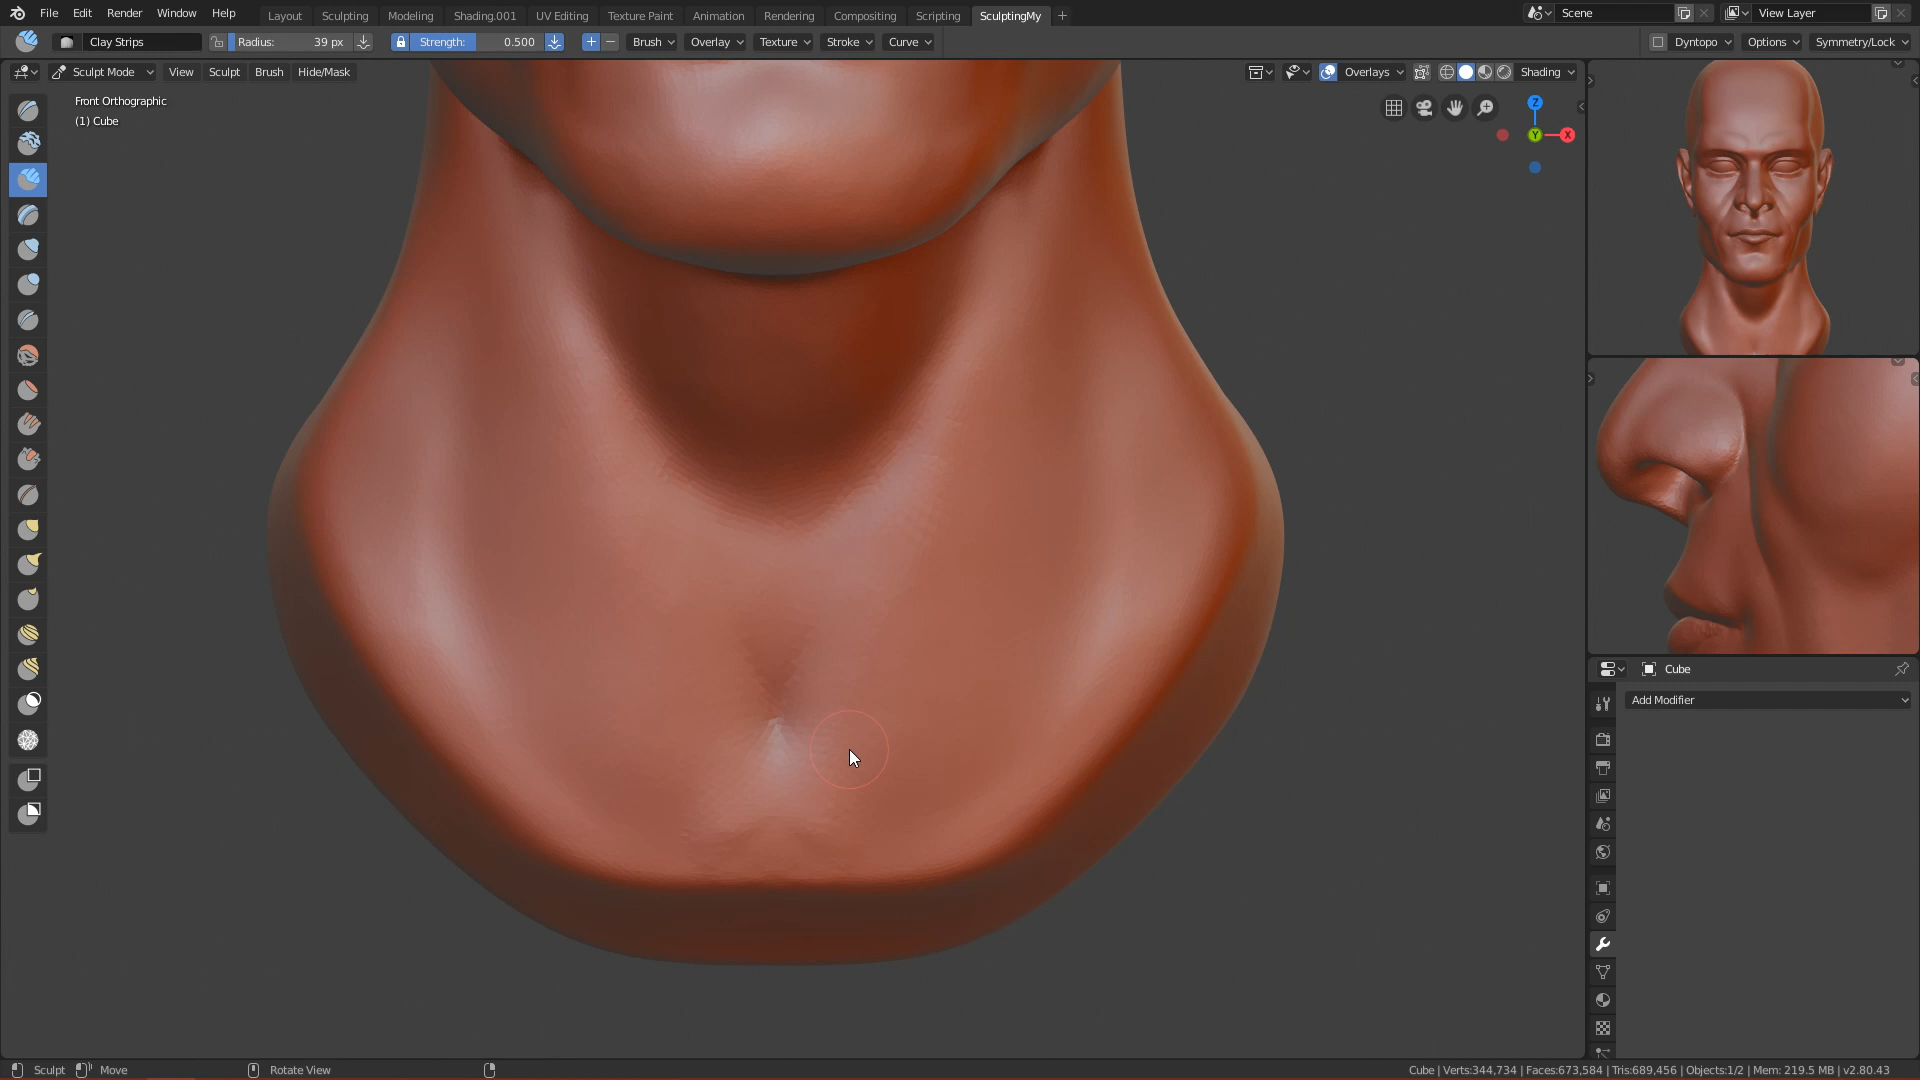 File Edit Render Window Help Layout Sculpting Modeling Shading.001 UV Editing Texture Paint Animation Rendering Compositing Scripting SculptingMy + Scene View Layer
Clay Strips Radius: 39 px Strength: 0.500 Brush Overlay Texture Stroke Curve Dyntopo Options Symmetry/Lock
Sculpt Mode View Sculpt Brush Hide/Mask Overlays Shading
Front Orthographic
(1) Cube
Z
Y
X
Cube
Add Modifier
Sculpt Move Rotate View Cube | Verts:344,734 | Faces:673,584 | Tris:689,456 | Objects:1/2 | Mem: 219.5 MB | v2.80.43